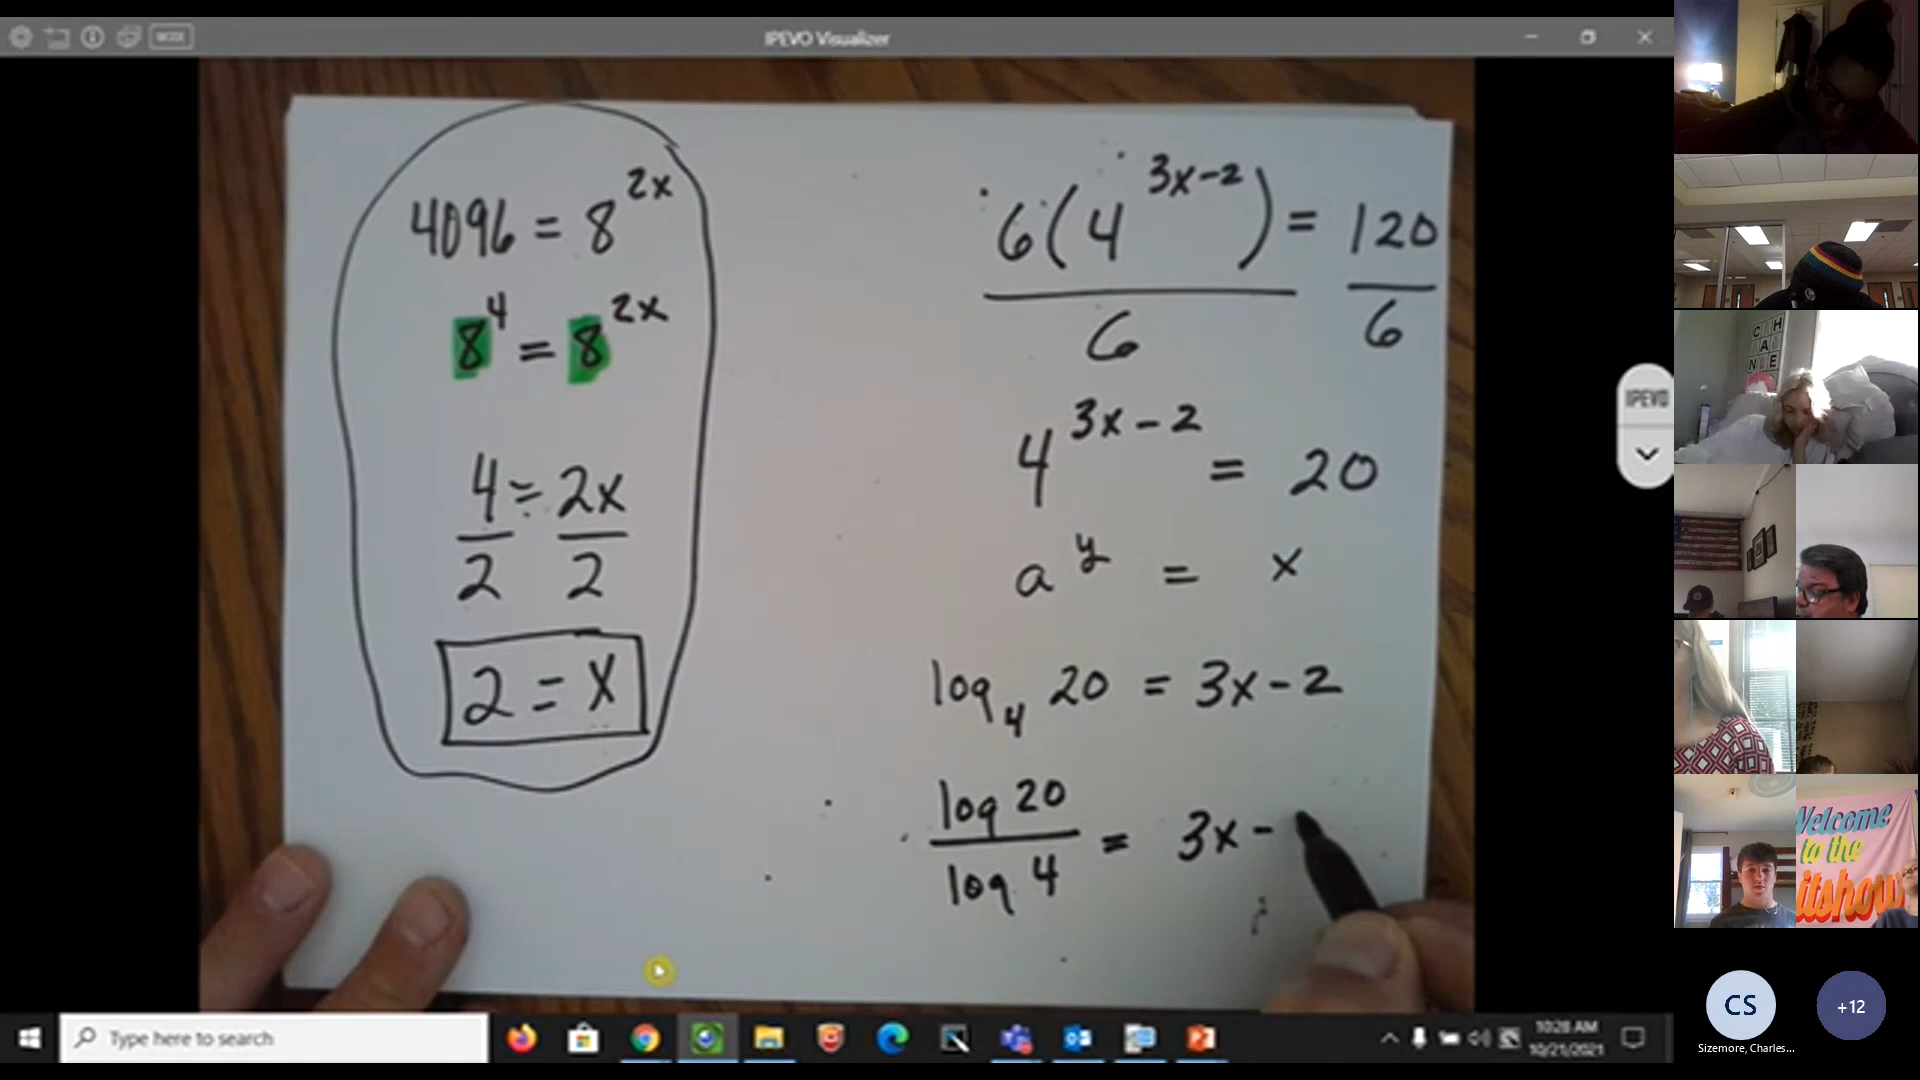 MODE
IPEVO Visualizer
4096 = 8^{2x}
8^4 = 8^{2x}
4 = 2x
2 2
2 = x
6(4^{3x-2}) = 120
6 6
4^{3x-2} = 20
a^y = x
log_4 20 = 3x-2
log 20
log 4 = 3x-
IPEVO
C H
A
N E
Welcome
to the
itshow
CS
+12
Sizemore, Charles...
Type here to search
10:28 AM
10/21/2021